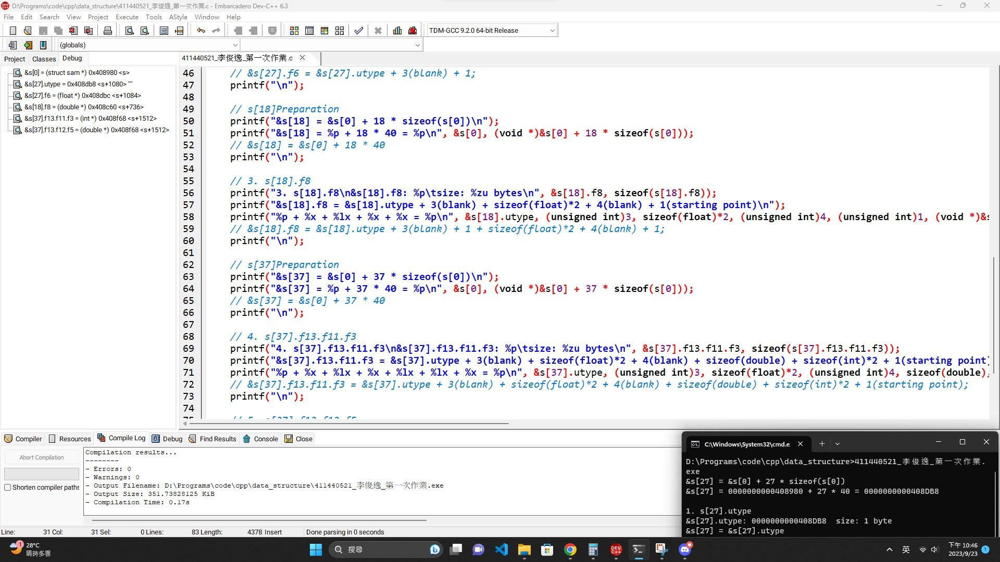 D:\Programs\code\cpp\data_structure\411440521_李俊逸_第一次作業.c - Embarcadero Dev-C++ 6.3
File Edit Search View Project Execute Tools AStyle Window Help
TDM-GCC 9.2.0 64-bit Release
(globals)
Project Classes Debug
411440521_李俊逸_第一次作業.c
&s[0] = (struct sam *) 0x408980 <s>
&s[27].utype = 0x408db8 <s+1080> ""
&s[27].f6 = (float *) 0x408dbc <s+1084>
&s[18].f8 = (double *) 0x408c60 <s+736>
&s[37].f13.f11.f3 = (int *) 0x408f68 <s+1512>
&s[37].f13.f12.f5 = (double *) 0x408f68 <s+1512>
46 // &s[27].f6 = &s[27].utype + 3(blank) + 1;
47 printf("\n");
48
49 // s[18]Preparation
50 printf("&s[18] = &s[0] + 18 * sizeof(s[0])\n");
51 printf("&s[18] = %p + 18 * 40 = %p\n", &s[0], (void *)&s[0] + 18 * sizeof(s[0]));
52 // &s[18] = &s[0] + 18 * 40
53 printf("\n");
54
55 // 3. s[18].f8
56 printf("3. s[18].f8\n&s[18].f8: %p\tsize: %zu bytes\n", &s[18].f8, sizeof(s[18].f8));
57 printf("&s[18].f8 = &s[18].utype + 3(blank) + sizeof(float)*2 + 4(blank) + 1(starting point)\n");
58 printf("%p + %x + %lx + %x + %x = %p\n", &s[18].utype, (unsigned int)3, sizeof(float)*2, (unsigned int)4, (unsigned int)1, (void *)&s
59 // &s[18].f8 = &s[18].utype + 3(blank) + 1 + sizeof(float)*2 + 4(blank) + 1;
60 printf("\n");
61
62 // s[37]Preparation
63 printf("&s[37] = &s[0] + 37 * sizeof(s[0])\n");
64 printf("&s[37] = %p + 37 * 40 = %p\n", &s[0], (void *)&s[0] + 37 * sizeof(s[0]));
65 // &s[37] = &s[0] + 37 * 40
66 printf("\n");
67
68 // 4. s[37].f13.f11.f3
69 printf("4. s[37].f13.f11.f3\n&s[37].f13.f11.f3: %p\tsize: %zu bytes\n", &s[37].f13.f11.f3, sizeof(s[37].f13.f11.f3));
70 printf("&s[37].f13.f11.f3 = &s[37].utype + 3(blank) + sizeof(float)*2 + 4(blank) + sizeof(double) + sizeof(int)*2 + 1(starting point)
71 printf("%p + %x + %lx + %x + %lx + %lx + %x = %p\n", &s[37].utype, (unsigned int)3, sizeof(float)*2, (unsigned int)4, sizeof(double),
72 // &s[37].f13.f11.f3 = &s[37].utype + 3(blank) + sizeof(float)*2 + 4(blank) + sizeof(double) + sizeof(int)*2 + 1(starting point);
73 printf("\n");
74
75 // 5. s[37].f13.f12.f5
Compiler Resources Compile Log Debug Find Results Console Close
Abort Compilation
Shorten compiler paths
Compilation results...
--------
- Errors: 0
- Warnings: 0
- Output Filename: D:\Programs\code\cpp\data_structure\411440521_李俊逸_第一次作業.exe
- Output Size: 351.73828125 KiB
- Compilation Time: 0.17s
C:\Windows\System32\cmd.e
D:\Programs\code\cpp\data_structure>411440521_李俊逸_第一次作業.
exe
&s[27] = &s[0] + 27 * sizeof(s[0])
&s[27] = 0000000000408980 + 27 * 40 = 0000000000408DB8
1. s[27].utype
&s[27].utype: 0000000000408DB8 size: 1 byte
&s[27] = &s[27].utype
Line: 31 Col: 31 Sel: 0 Lines: 83 Length: 4378 Insert Done parsing in 0 seconds
1
28°C
晴時多雲
搜尋
DEV C++
英
下午 10:46
2023/9/23
1